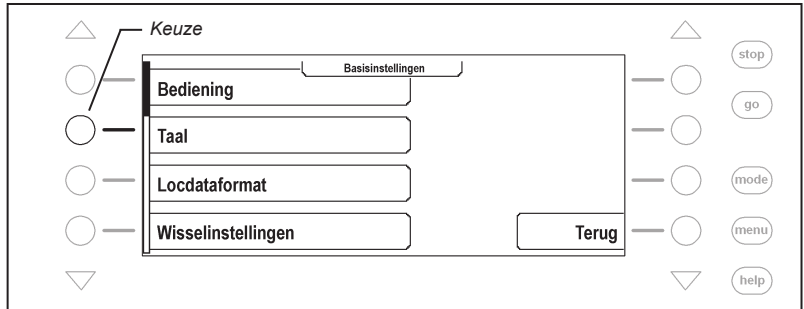 Keuze
stop
Basisinstellingen
Bediening
go
Taal
Locdataformat
mode
Wisselinstellingen
Terug
menu
help